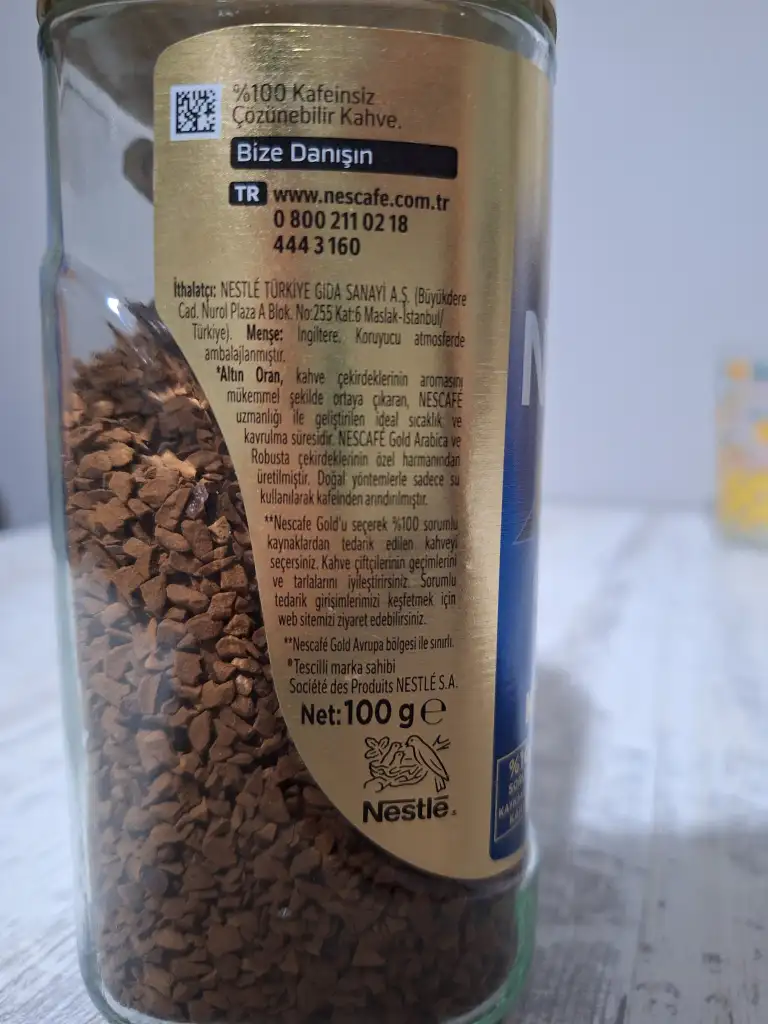 %100 Kafeinsiz
Çözünebilir Kahve.
Bize Danışın
TR www.nescafe.com.tr
0 800 211 02 18
444 3 160
İthalatçı: NESTLÉ TÜRKİYE GIDA SANAYİ A.Ş. (Büyükdere
Cad. Nurol Plaza A Blok. No:255 Kat:6 Maslak-İstanbul/
Türkiye). Menşe: İngiltere. Koruyucu atmosferde
ambalajlanmıştır.
*Altın Oran, kahve çekirdeklerinin aromasını
mükemmel şekilde ortaya çıkaran, NESCAFÉ
uzmanlığı ile geliştirilen ideal sıcaklık ve
kavrulma süresidir. NESCAFÉ Gold Arabica ve
Robusta çekirdeklerinin özel harmanından
üretilmiştir. Doğal yöntemlerle sadece su
kullanılarak kafeinden arındırılmıştır.
**Nescafe Gold'u seçerek %100 sorumlu
kaynaklardan tedarik edilen kahveyi
seçersiniz. Kahve çiftçilerinin geçimlerini
ve tarlalarını iyileştirirsiniz. Sorumlu
tedarik girişimlerimizi keşfetmek için
web sitemizi ziyaret edebilirsiniz.
**Nescafé Gold Avrupa bölgesi ile sınırlı.
®Tescilli marka sahibi
Société des Produits NESTLÉ S.A.
Net:100 g ℮
Nestlé